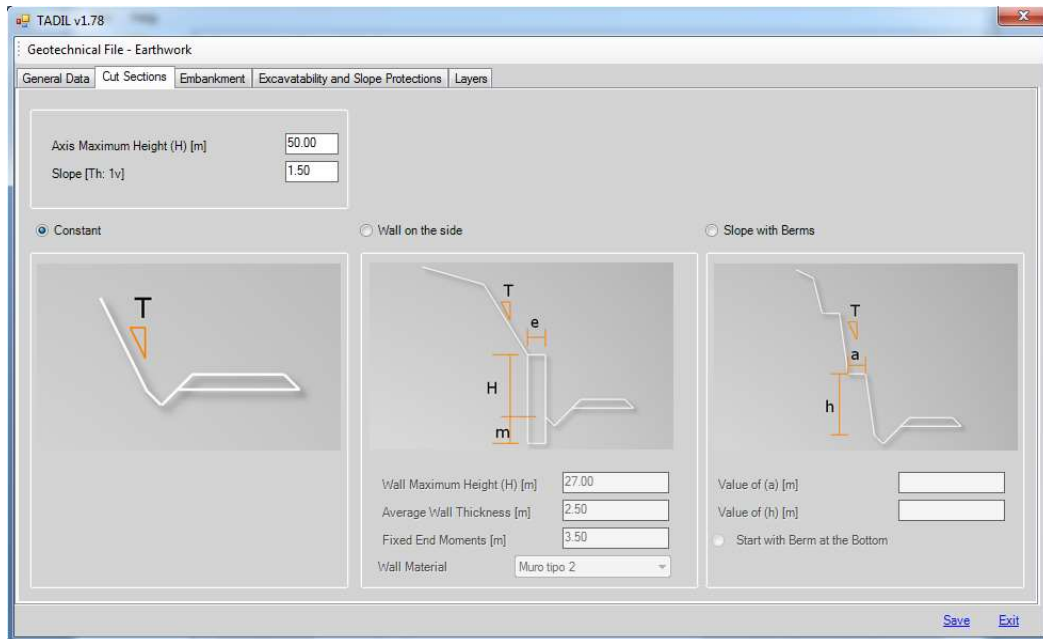 TADIL v1.78
Geotechnical File - Earthwork
General Data Cut Sections Embankment Excavatability and Slope Protections Layers
Axis Maximum Height (H) [m] 50.00
Slope [Th: 1v] 1.50
Constant
T
Wall on the side
T
e
H
m
Wall Maximum Height (H) [m] 27.00
Average Wall Thickness [m] 2.50
Fixed End Moments [m] 3.50
Wall Material Muro tipo 2
Slope with Berms
T
a
h
Value of (a) [m]
Value of (h) [m]
Start with Berm at the Bottom
Save Exit